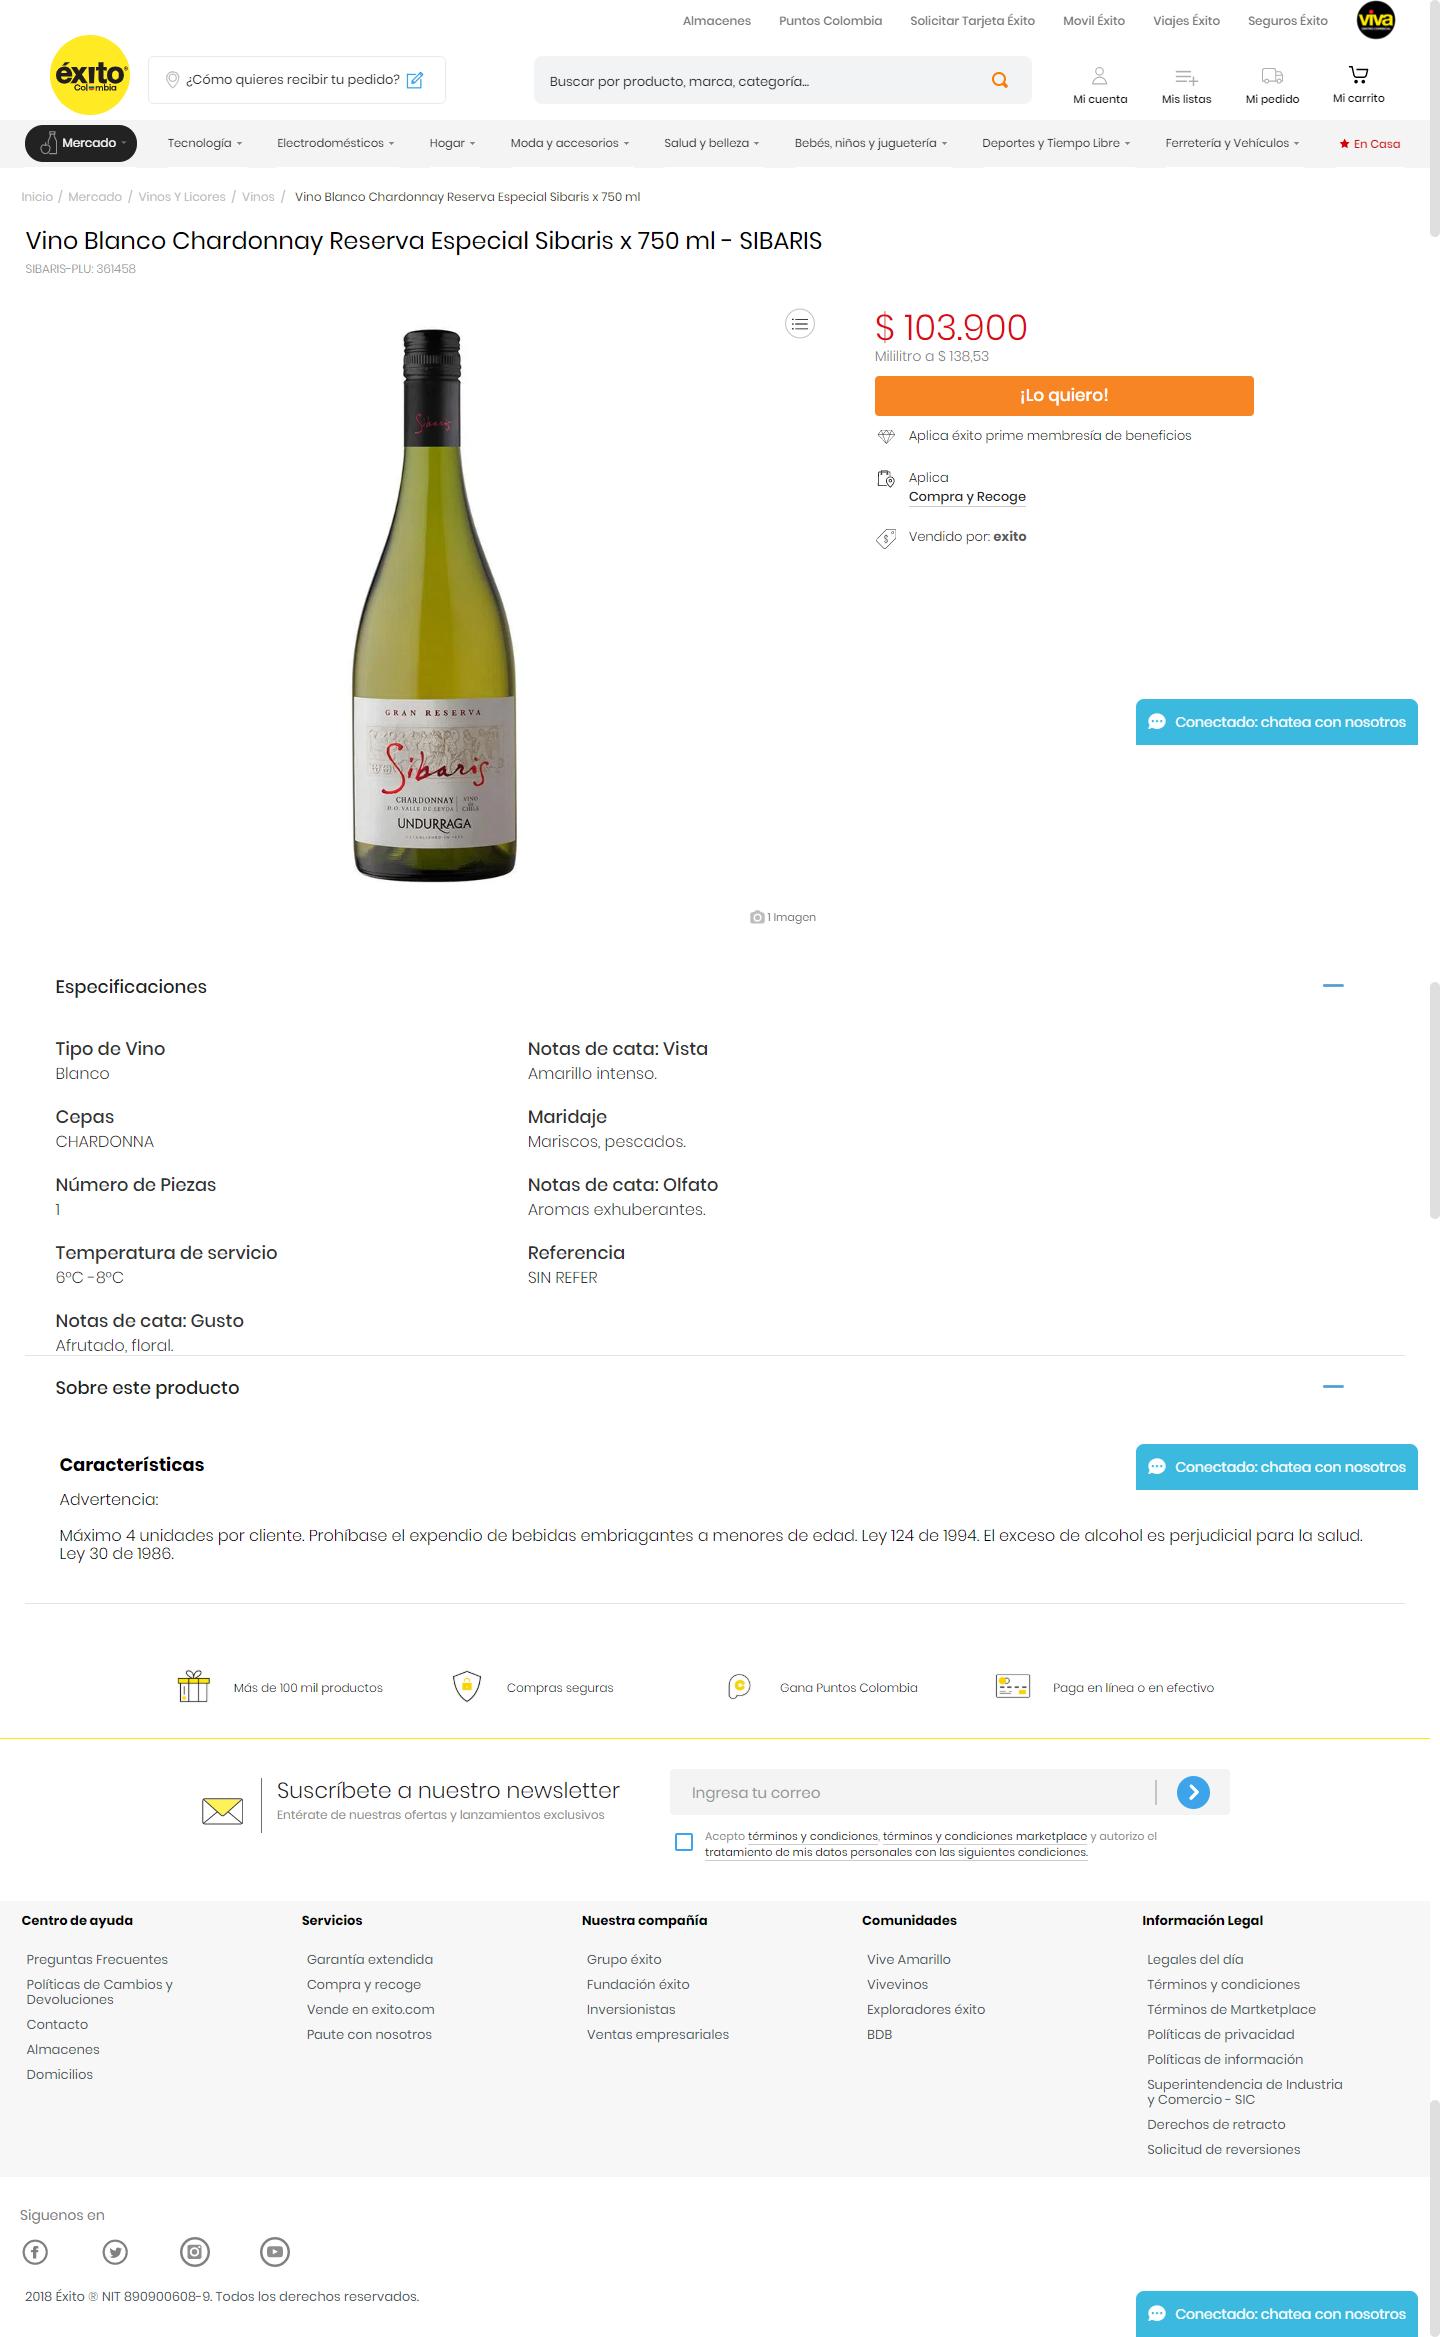 Almacenes Puntos Colombia Solicitar Tarjeta Éxito Movil Éxito Viajes Éxito Seguros Éxito viva
éxito
Colombia
¿Cómo quieres recibir tu pedido?
Buscar por producto, marca, categoría...
Mi cuenta Mis listas Mi pedido Mi carrito
Mercado Tecnología Electrodomésticos Hogar Moda y accesorios Salud y belleza Bebés, niños y juguetería Deportes y Tiempo Libre Ferretería y Vehículos En Casa
Inicio / Mercado / Vinos Y Licores / Vinos / Vino Blanco Chardonnay Reserva Especial Sibaris x 750 ml
Vino Blanco Chardonnay Reserva Especial Sibaris x 750 ml - SIBARIS
SIBARIS-PLU: 361458
$ 103.900
Mililitro a $ 138,53
¡Lo quiero!
Aplica éxito prime membresía de beneficios
Aplica
Compra y Recoge
Vendido por: exito
Sibaris
GRAN RESERVA
Sibaris
CHARDONNAY
VINO DE CHILE
D.O. VALLE DE LEYDA
UNDURRAGA
Conectado: chatea con nosotros
1 Imagen
Especificaciones
Tipo de Vino
Blanco
Cepas
CHARDONNA
Número de Piezas
1
Temperatura de servicio
6°C -8°C
Notas de cata: Gusto
Afrutado, floral.
Notas de cata: Vista
Amarillo intenso.
Maridaje
Mariscos, pescados.
Notas de cata: Olfato
Aromas exhuberantes.
Referencia
SIN REFER
Sobre este producto
Características
Conectado: chatea con nosotros
Advertencia:
Máximo 4 unidades por cliente. Prohíbase el expendio de bebidas embriagantes a menores de edad. Ley 124 de 1994. El exceso de alcohol es perjudicial para la salud.
Ley 30 de 1986.
Más de 100 mil productos Compras seguras Gana Puntos Colombia Paga en línea o en efectivo
Suscríbete a nuestro newsletter
Entérate de nuestras ofertas y lanzamientos exclusivos
Ingresa tu correo
Acepto términos y condiciones, términos y condiciones marketplace y autorizo el
tratamiento de mis datos personales con las siguientes condiciones.
Centro de ayuda
Preguntas Frecuentes
Políticas de Cambios y
Devoluciones
Contacto
Almacenes
Domicilios
Servicios
Garantía extendida
Compra y recoge
Vende en exito.com
Paute con nosotros
Nuestra compañía
Grupo éxito
Fundación éxito
Inversionistas
Ventas empresariales
Comunidades
Vive Amarillo
Vivevinos
Exploradores éxito
BDB
Información Legal
Legales del día
Términos y condiciones
Términos de Martketplace
Políticas de privacidad
Políticas de información
Superintendencia de Industria
y Comercio - SIC
Derechos de retracto
Solicitud de reversiones
Siguenos en
2018 Éxito ® NIT 890900608-9. Todos los derechos reservados.
Conectado: chatea con nosotros